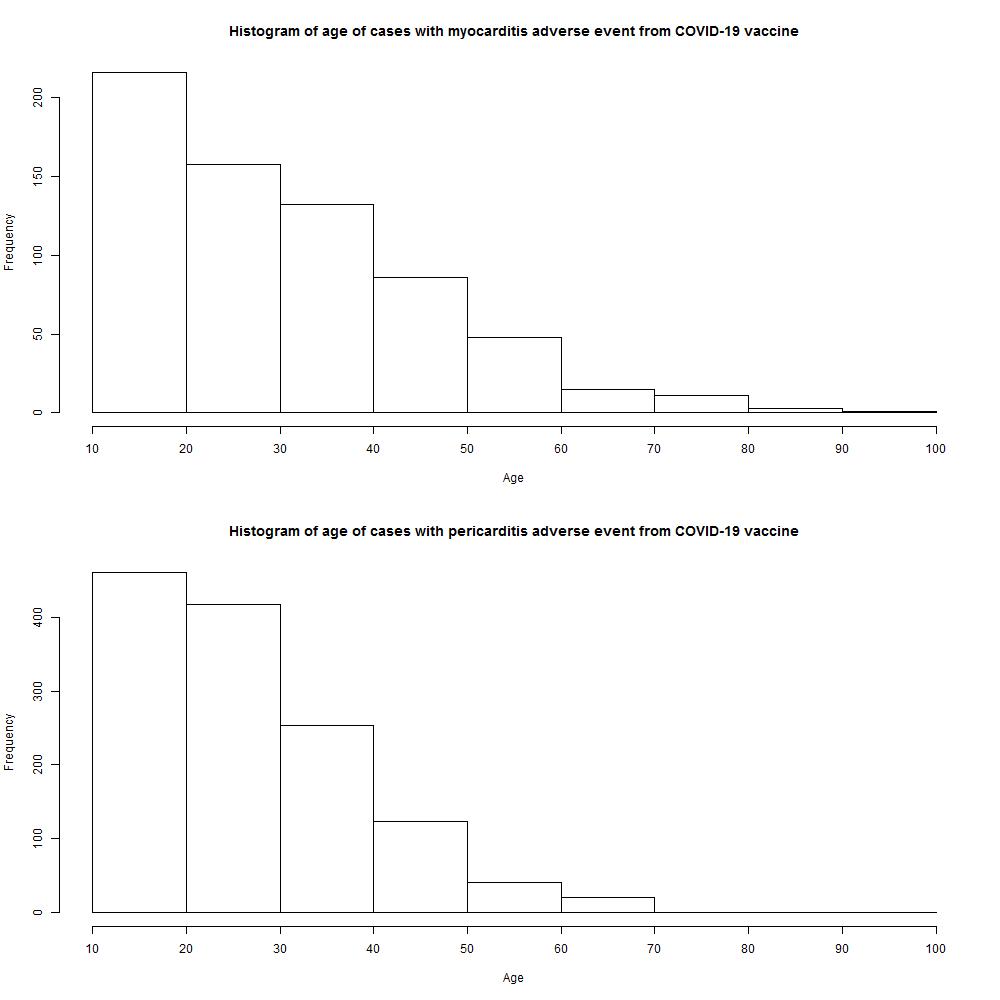 Histogram of age of cases with myocarditis adverse event from COVID-19 vaccine
Frequency
200
150
100
50
0
10 20 30 40 50 60 70 80 90 100
Age
Histogram of age of cases with pericarditis adverse event from COVID-19 vaccine
Frequency
400
300
200
100
0
10 20 30 40 50 60 70 80 90 100
Age